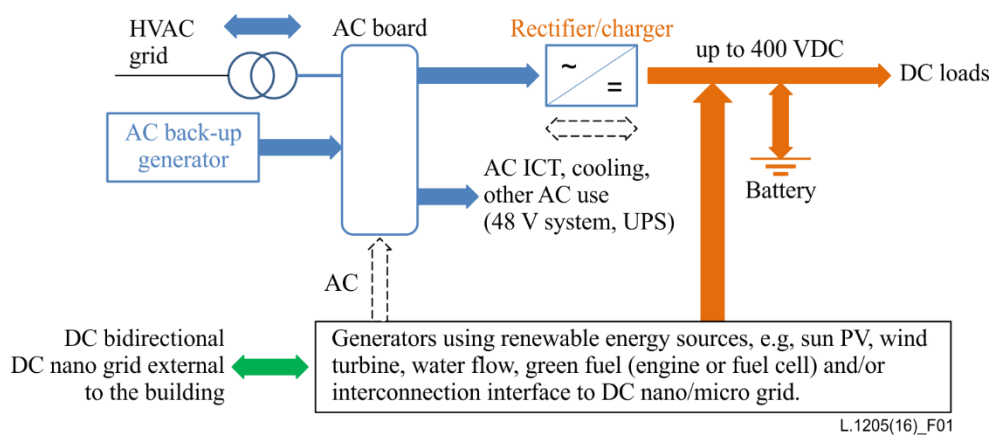 HVAC
grid
AC board
Rectifier/charger
up to 400 VDC
DC loads
~
=
AC back-up
generator
AC ICT, cooling,
other AC use
(48 V system, UPS)
Battery
AC
DC bidirectional
DC nano grid external
to the building
Generators using renewable energy sources, e.g, sun PV, wind
turbine, water flow, green fuel (engine or fuel cell) and/or
interconnection interface to DC nano/micro grid.
L.1205(16)_F01